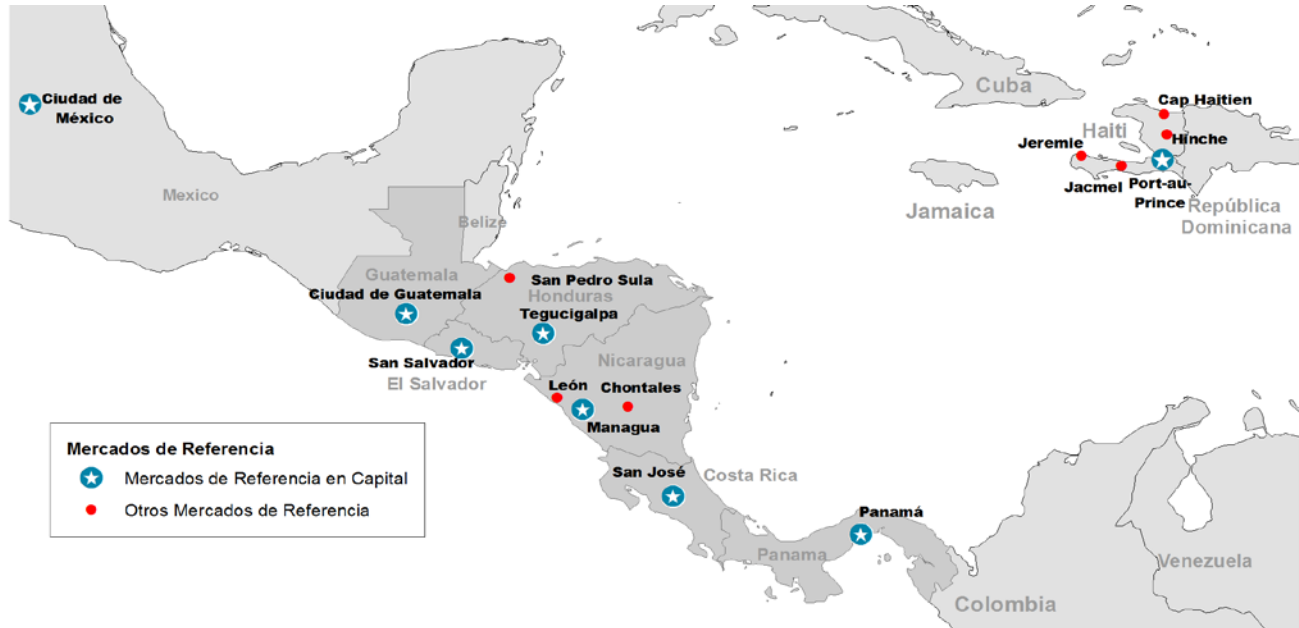 Cuba
Cap Haitien
Ciudad de
México
Haiti
Hinche
Jeremie
Jacmel
Port-au-
Prince
Mexico
Jamaica
República
Dominicana
Belize
Guatemala
San Pedro Sula
Ciudad de Guatemala
Honduras
Tegucigalpa
San Salvador
Nicaragua
El Salvador
León
Chontales
Managua
Mercados de Referencia
Mercados de Referencia en Capital
Otros Mercados de Referencia
San José
Costa Rica
Panamá
Panama
Venezuela
Colombia